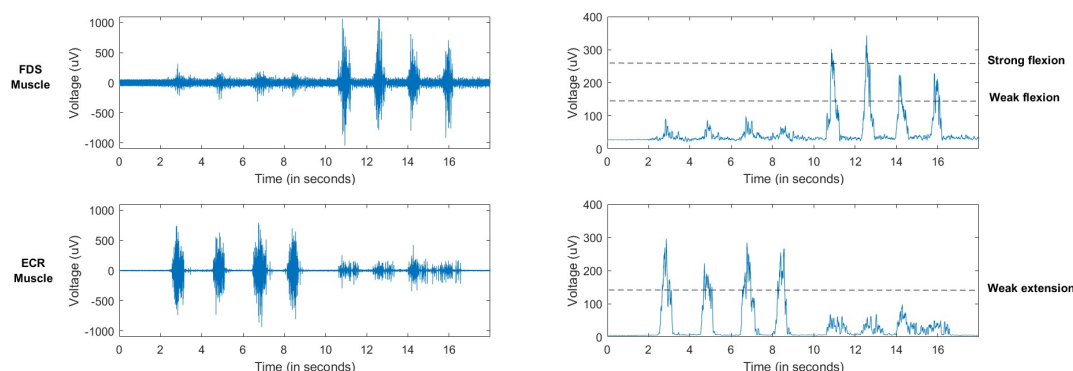 FDS
Muscle
Voltage (uV)
1000
500
0
-500
-1000
0 2 4 6 8 10 12 14 16
Time (in seconds)
Voltage (uV)
400
300
200
100
0
0 2 4 6 8 10 12 14 16
Time (in seconds)
Strong flexion
Weak flexion
ECR
Muscle
Voltage (uV)
1000
500
0
-500
-1000
0 2 4 6 8 10 12 14 16
Time (in seconds)
Voltage (uV)
400
300
200
100
0
0 2 4 6 8 10 12 14 16
Time (in seconds)
Weak extension